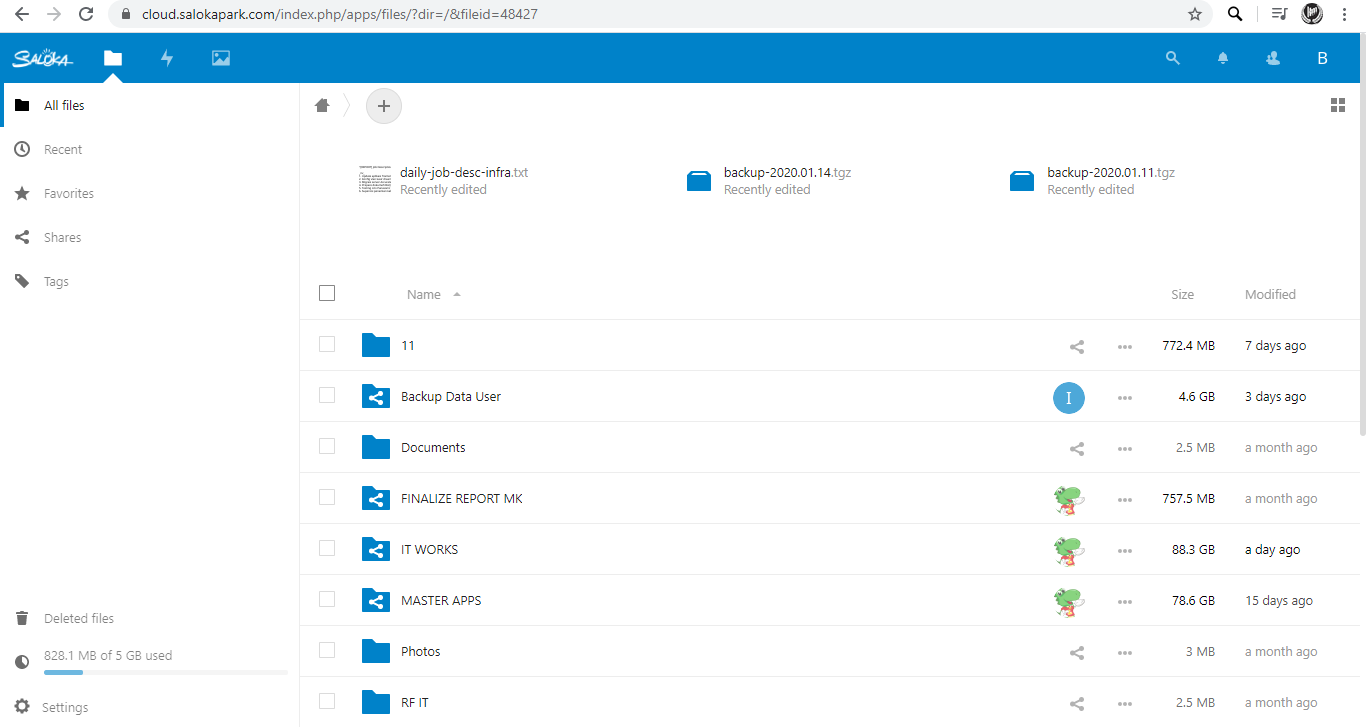 cloud.salokapark.com/index.php/apps/files/?dir=/&fileid=48427
SALOKA
B
All files
Recent
Favorites
Shares
Tags
daily-job-desc-infra.txt
Recently edited
backup-2020.01.14.tgz
Recently edited
backup-2020.01.11.tgz
Recently edited
Name Size Modified
11 772.4 MB 7 days ago
Backup Data User I 4.6 GB 3 days ago
Documents 2.5 MB a month ago
FINALIZE REPORT MK 757.5 MB a month ago
IT WORKS 88.3 GB a day ago
MASTER APPS 78.6 GB 15 days ago
Photos 3 MB a month ago
RF IT 2.5 MB a month ago
Deleted files
828.1 MB of 5 GB used
Settings